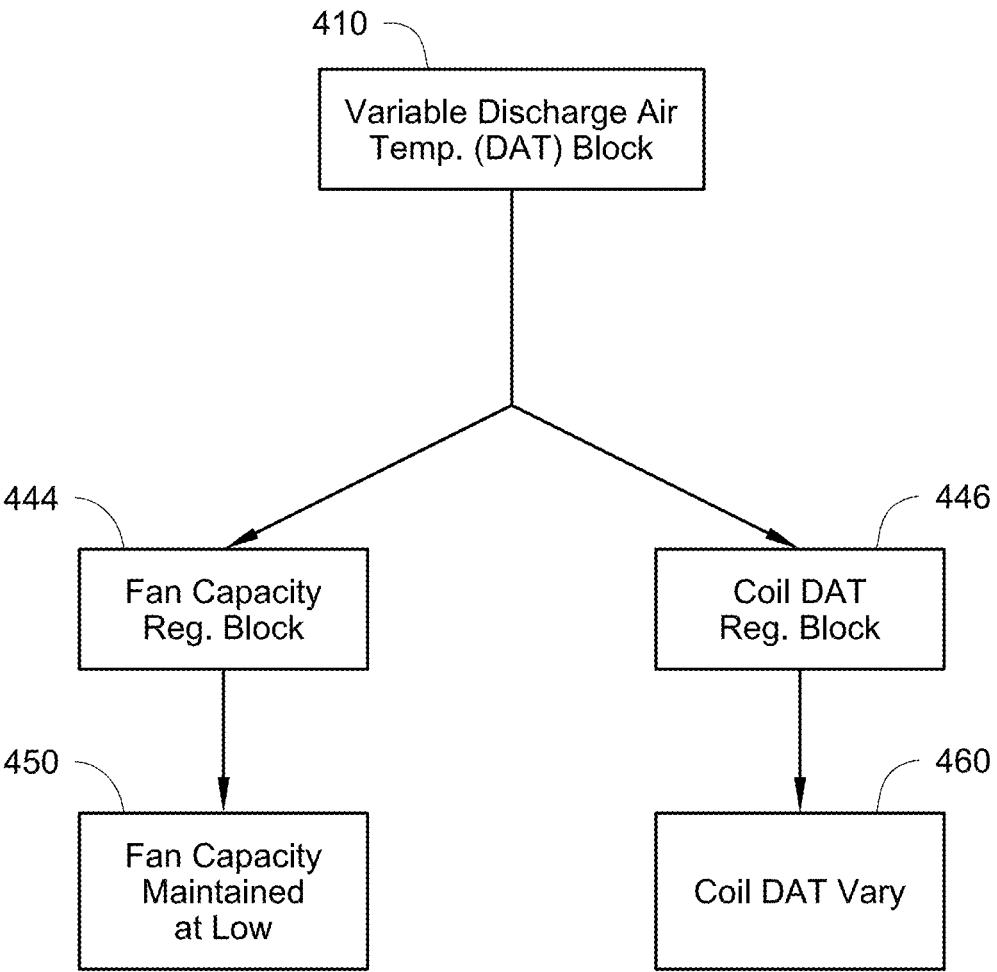 410
Variable Discharge Air
Temp. (DAT) Block
444
446
Fan Capacity
Reg. Block
Coil DAT
Reg. Block
450
460
Fan Capacity
Maintained
at Low
Coil DAT Vary